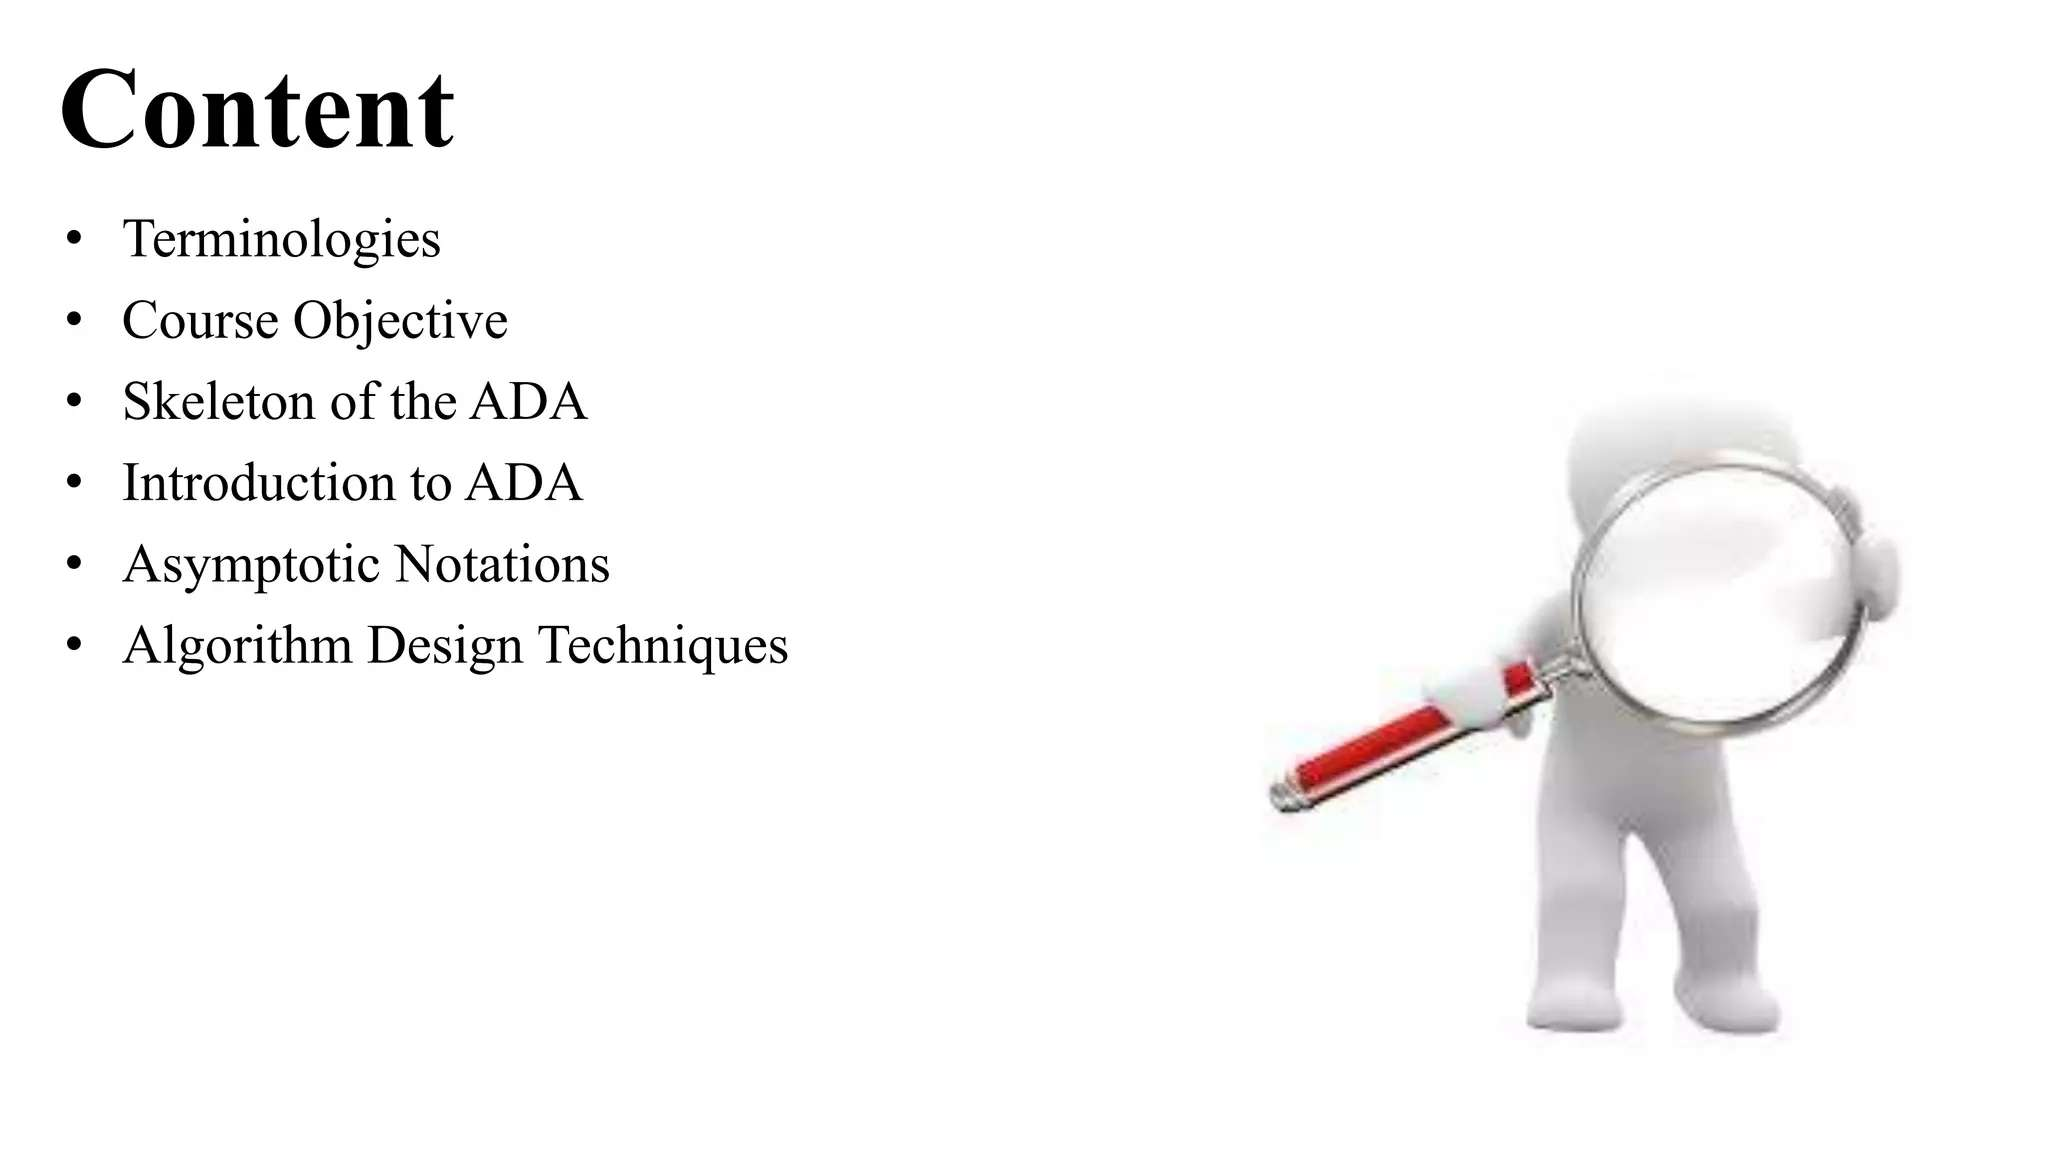 Content
• Terminologies
• Course Objective
• Skeleton of the ADA
• Introduction to ADA
• Asymptotic Notations
• Algorithm Design Techniques